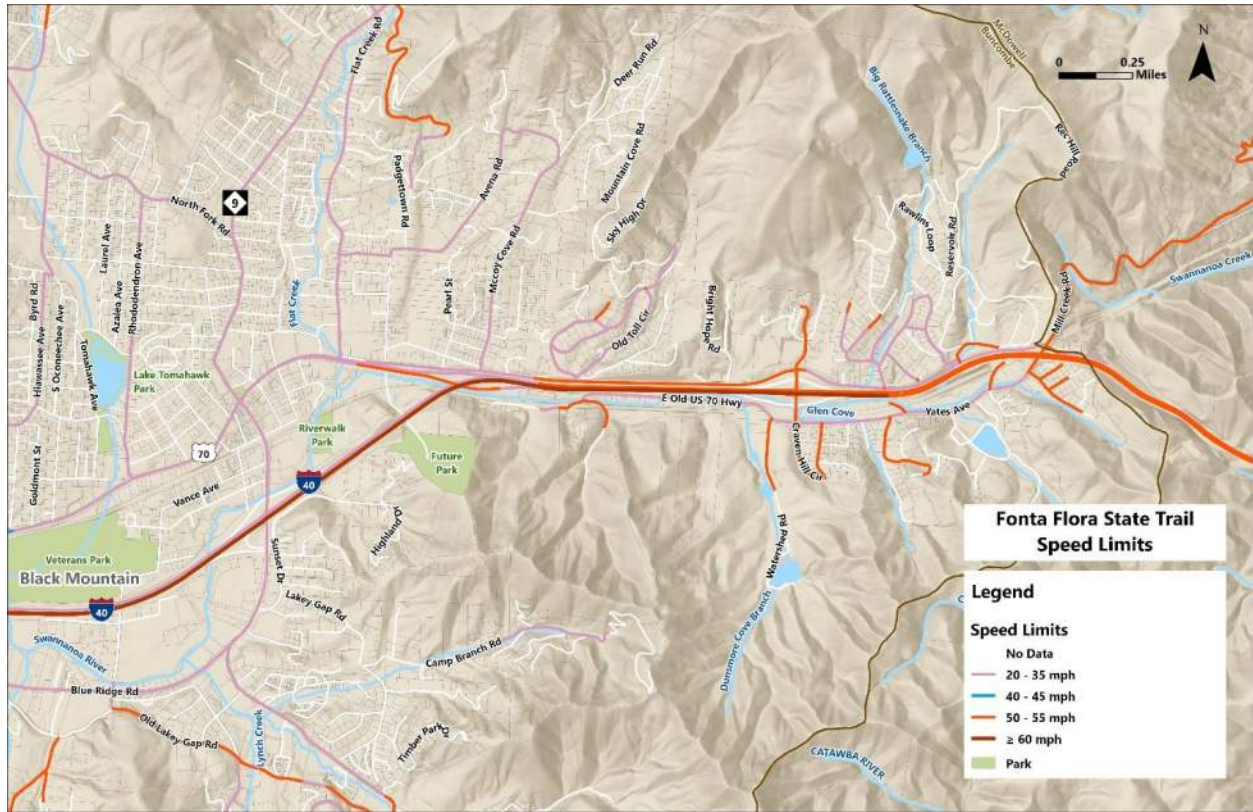 McDowell
Buncombe
N
0 0.25
Miles
Flat Creek Rd
Deer Run Rd
Big Rattlesnake Branch
Rec Hill Road
Padgettown Rd
Avena Rd
Mountain Cove Rd
9
North Fork Rd
Sky High Dr
Rawlins Loop
Reservoir Rd
Laurel Ave
Azalea Ave
Rhododendron Ave
Mccoy Cove Rd
Swannanoa Creek
Byrd Rd
Hiawassee Ave
S Oconeechee Ave
Tomahawk Ave
Flat Creek
Pearl St
Old Toll Cir
Bright Hope Rd
Mill Creek Rd
Lake Tomahawk
Park
E Old US 70 Hwy
Glen Cove
Yates Ave
Riverwalk
Park
Craven Hill Cir
Goldmont St
70
Future
Park
40
Vance Ave
Highland Dr
Watershed Rd
Veterans Park
Black Mountain
Sunset Dr
40
Lakey Gap Rd
Swannanoa River
Camp Branch Rd
Dunsmore Cove Branch
Blue Ridge Rd
Old Lakey Gap Rd
Lynch Creek
Timber Park Dr
CATAWBA RIVER
Fonta Flora State Trail
Speed Limits
Legend
Speed Limits
No Data
20 - 35 mph
40 - 45 mph
50 - 55 mph
≥ 60 mph
Park